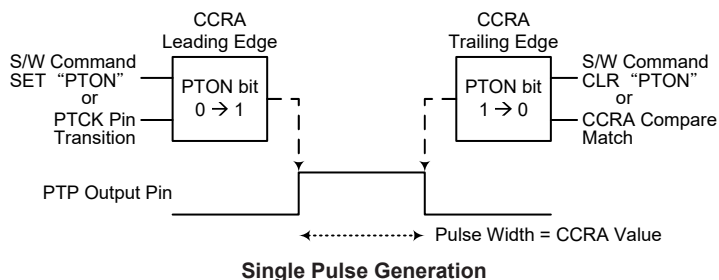 CCRA
Leading Edge
CCRA
Trailing Edge
S/W Command
SET “PTON”
or
PTCK Pin
Transition
PTON bit
0 → 1
PTON bit
1 → 0
S/W Command
CLR “PTON”
or
CCRA Compare
Match
PTP Output Pin
Pulse Width = CCRA Value
Single Pulse Generation